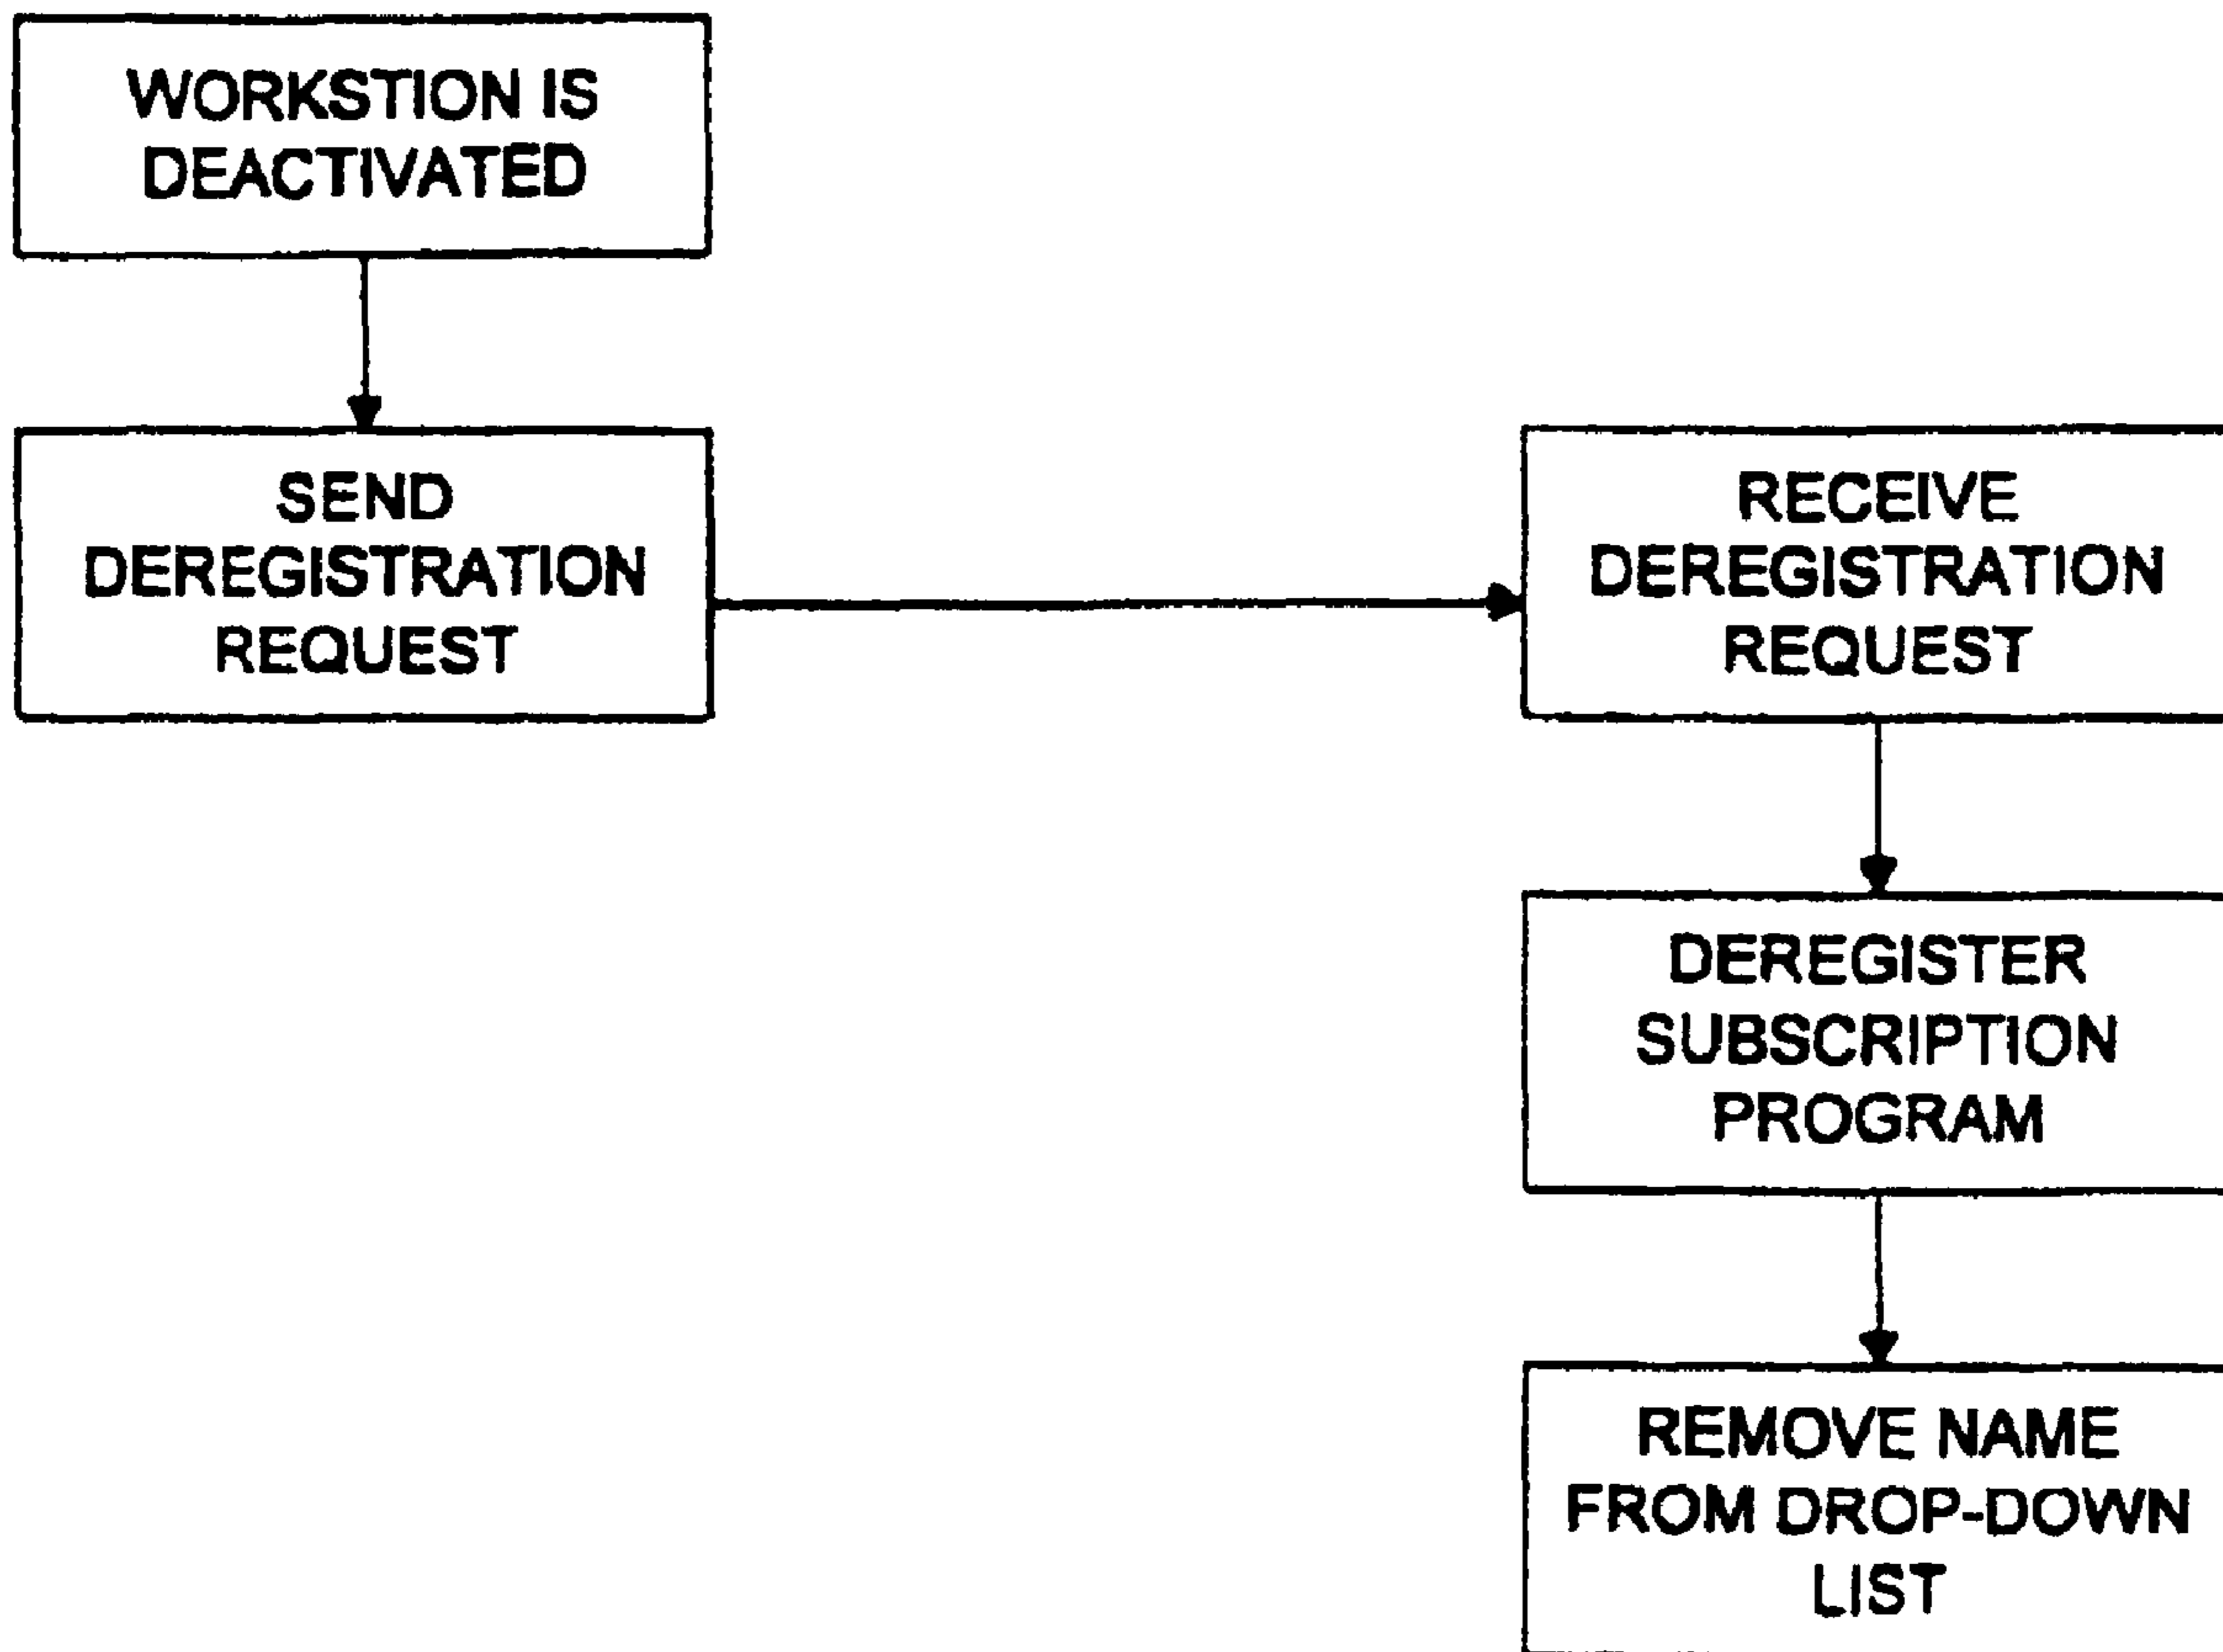 WORKSTION IS
DEACTIVATED
SEND
DEREGISTRATION
REQUEST
RECEIVE
DEREGISTRATION
REQUEST
DEREGISTER
SUBSCRIPTION
PROGRAM
REMOVE NAME
FROM DROP-DOWN
LIST